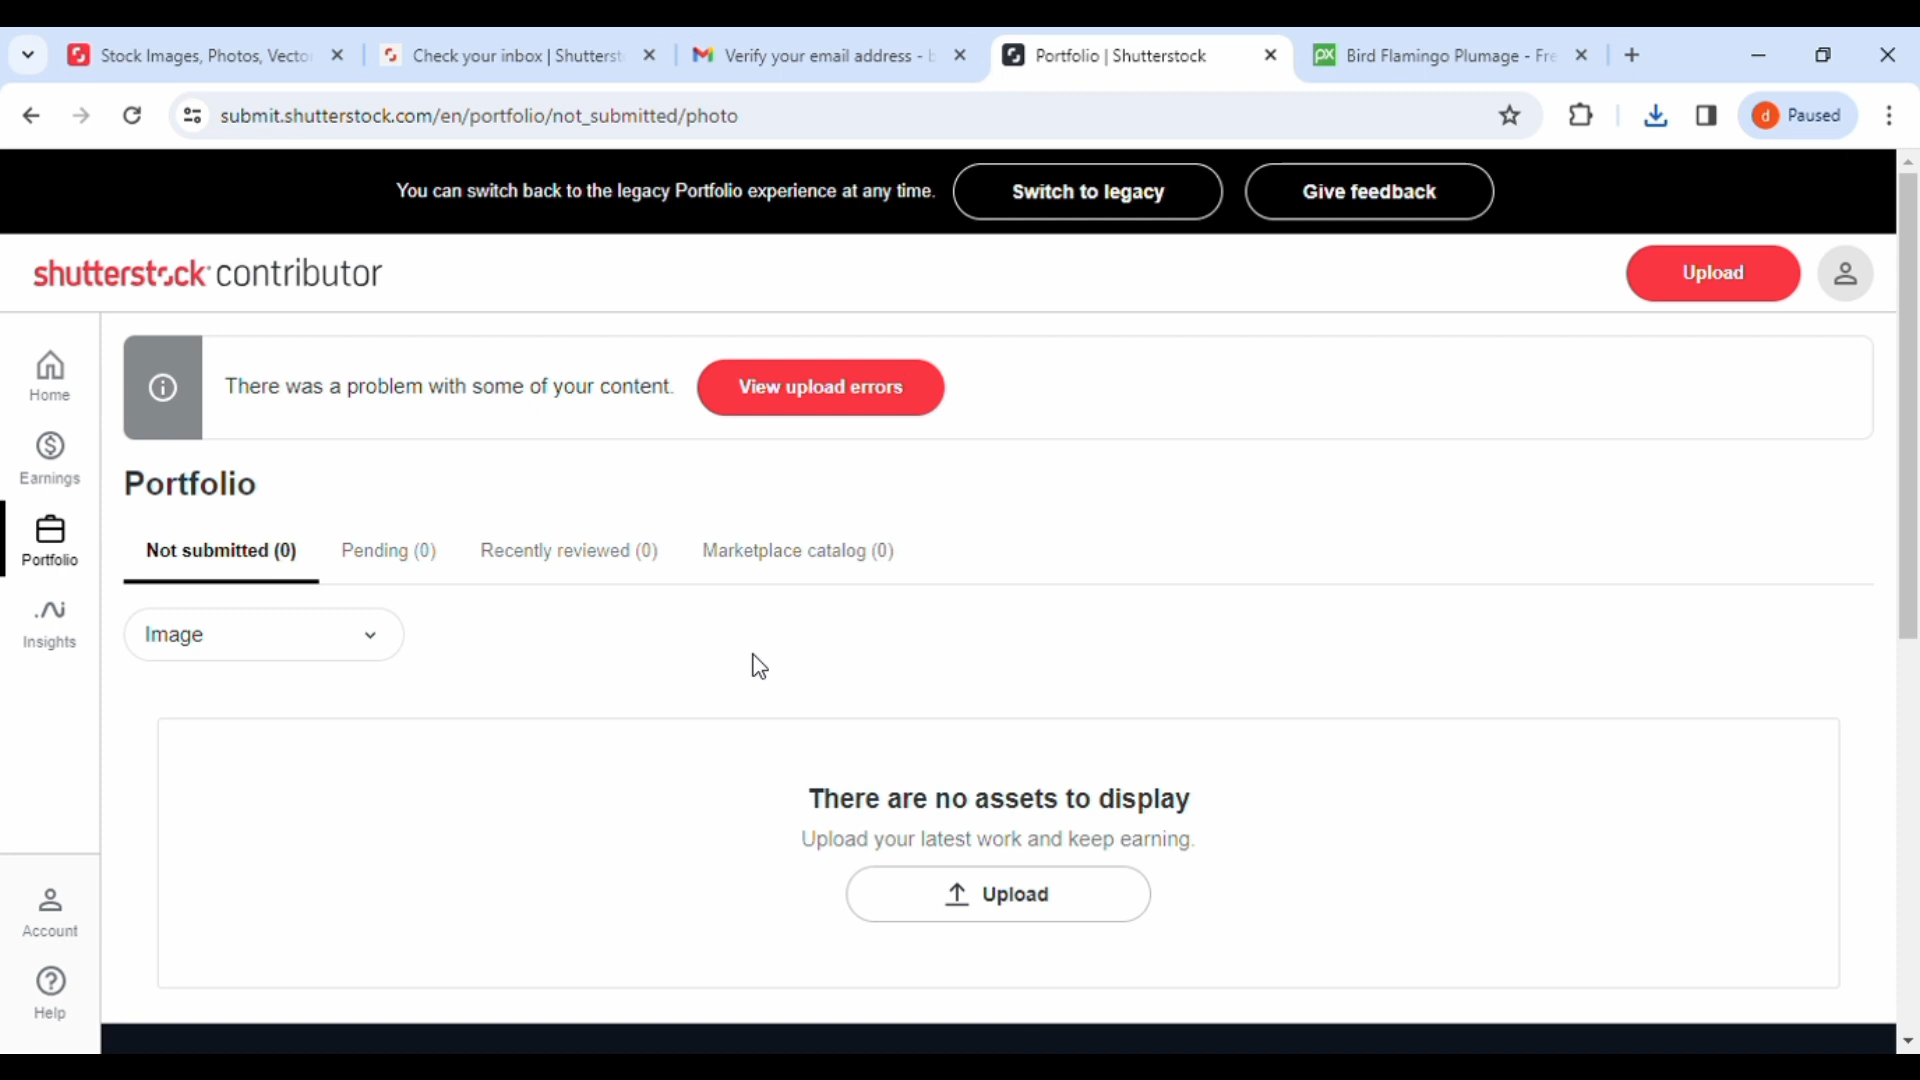 Stock Images, Photos, Vecto
Check your inbox | Shutterst
Verify your email address - b
Portfolio | Shutterstock
Bird Flamingo Plumage - Fre
submit.shutterstock.com/en/portfolio/not_submitted/photo
d Paused
You can switch back to the legacy Portfolio experience at any time.
Switch to legacy
Give feedback
shutterstock contributor
Upload
Home
Earnings
Portfolio
Insights
Account
Help
There was a problem with some of your content.
View upload errors
Portfolio
Not submitted (0) Pending (0) Recently reviewed (0) Marketplace catalog (0)
Image
There are no assets to display
Upload your latest work and keep earning.
Upload